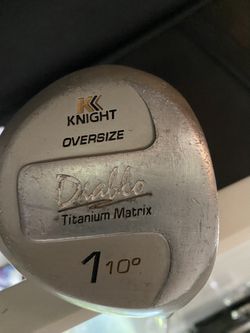 KNIGHT
OVERSIZE
Diablo
Titanium Matrix
1 10°